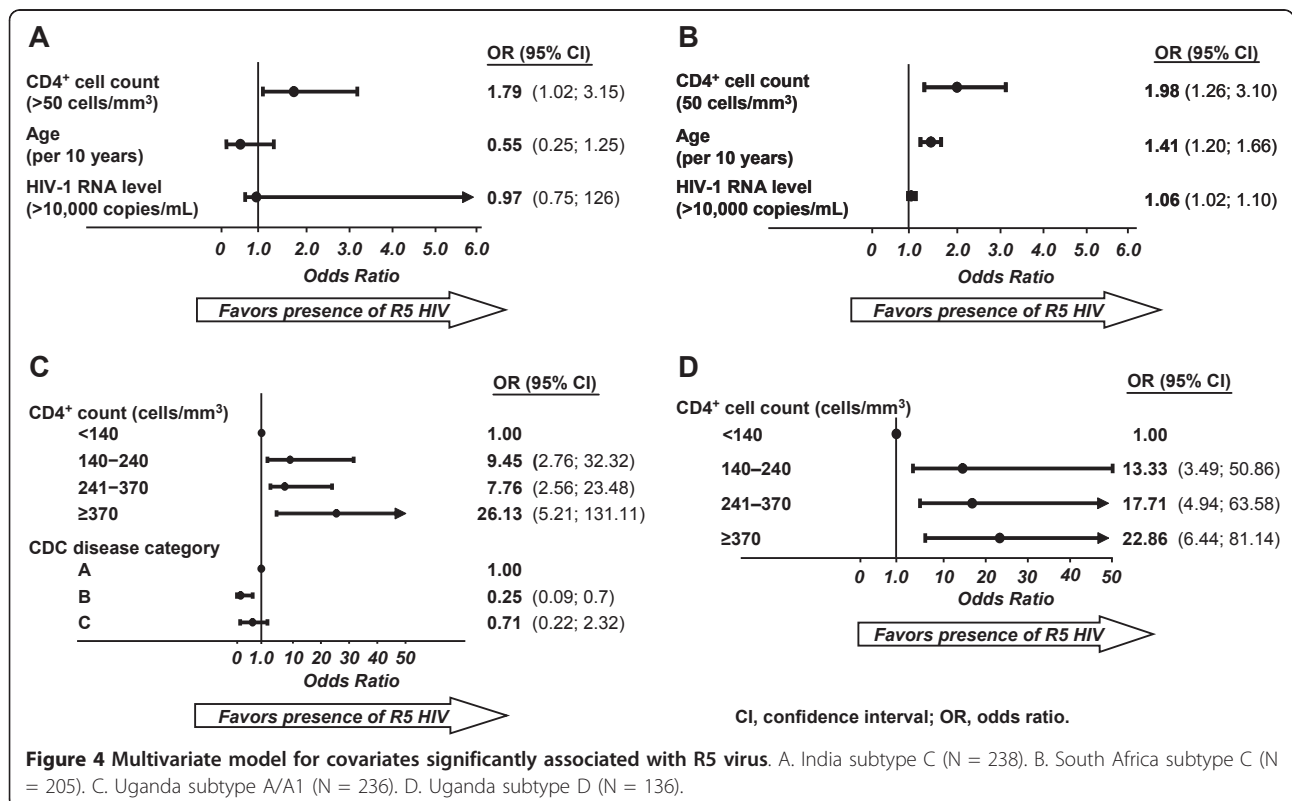 A
OR (95% CI)
CD4+ cell count
(>50 cells/mm3)
1.79 (1.02; 3.15)
Age
(per 10 years)
0.55 (0.25; 1.25)
HIV-1 RNA level
(>10,000 copies/mL)
0.97 (0.75; 126)
0 1.0 2.0 3.0 4.0 5.0 6.0
Odds Ratio
Favors presence of R5 HIV
B
OR (95% CI)
CD4+ cell count
(50 cells/mm3)
1.98 (1.26; 3.10)
Age
(per 10 years)
1.41 (1.20; 1.66)
HIV-1 RNA level
(>10,000 copies/mL)
1.06 (1.02; 1.10)
0 1.0 2.0 3.0 4.0 5.0 6.0
Odds Ratio
Favors presence of R5 HIV
C
OR (95% CI)
CD4+ count (cells/mm3)
<140 1.00
140–240 9.45 (2.76; 32.32)
241–370 7.76 (2.56; 23.48)
≥370 26.13 (5.21; 131.11)
CDC disease category
A 1.00
B 0.25 (0.09; 0.7)
C 0.71 (0.22; 2.32)
0 1.0 10 20 30 40 50
Odds Ratio
Favors presence of R5 HIV
D
OR (95% CI)
CD4+ cell count (cells/mm3)
<140 1.00
140–240 13.33 (3.49; 50.86)
241–370 17.71 (4.94; 63.58)
≥370 22.86 (6.44; 81.14)
0 1.0 10 20 30 40 50
Odds Ratio
Favors presence of R5 HIV
CI, confidence interval; OR, odds ratio.
Figure 4 Multivariate model for covariates significantly associated with R5 virus. A. India subtype C (N = 238). B. South Africa subtype C (N
= 205). C. Uganda subtype A/A1 (N = 236). D. Uganda subtype D (N = 136).